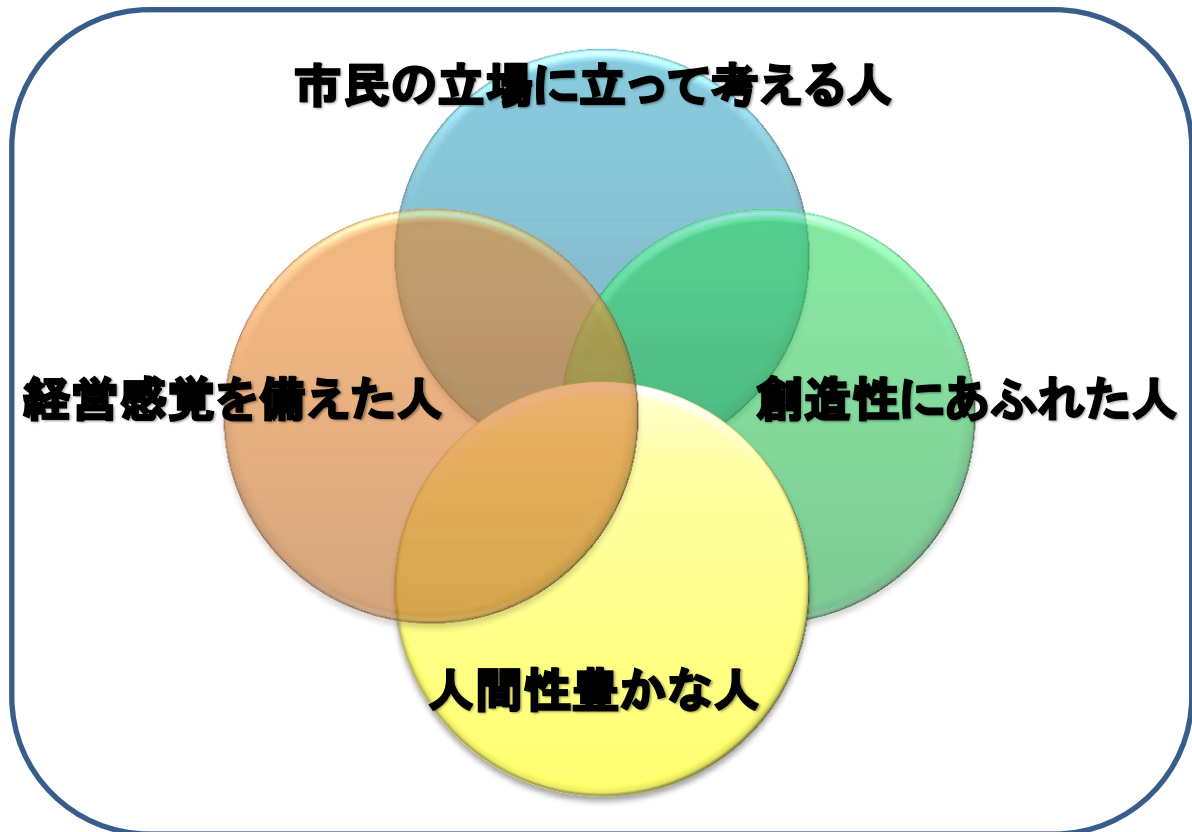 市民の立場に立って考える人
経営感覚を備えた人
創造性にあふれた人
人間性豊かな人